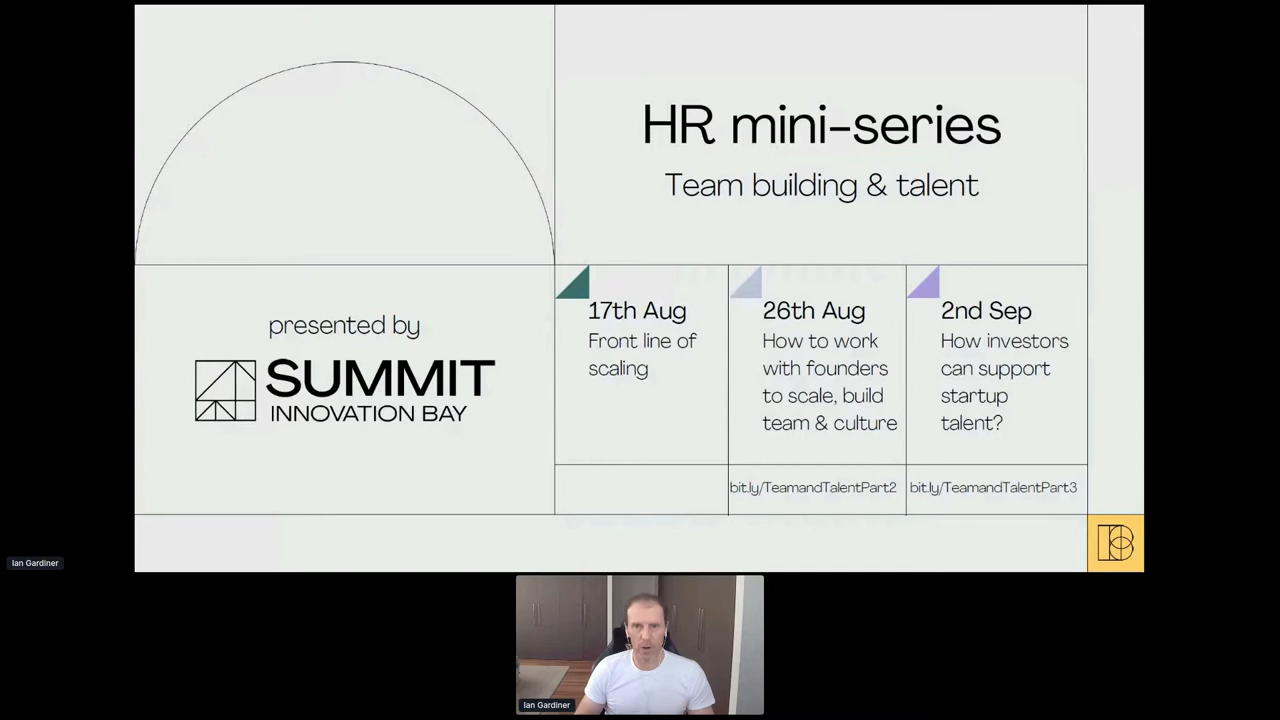 HR mini-series
Team building & talent
presented by
SUMMIT
INNOVATION BAY
17th Aug
Front line of
scaling
26th Aug
How to work
with founders
to scale, build
team & culture
bit.ly/TeamandTalentPart2
2nd Sep
How investors
can support
startup
talent?
bit.ly/TeamandTalentPart3
Ian Gardiner
Ian Gardiner